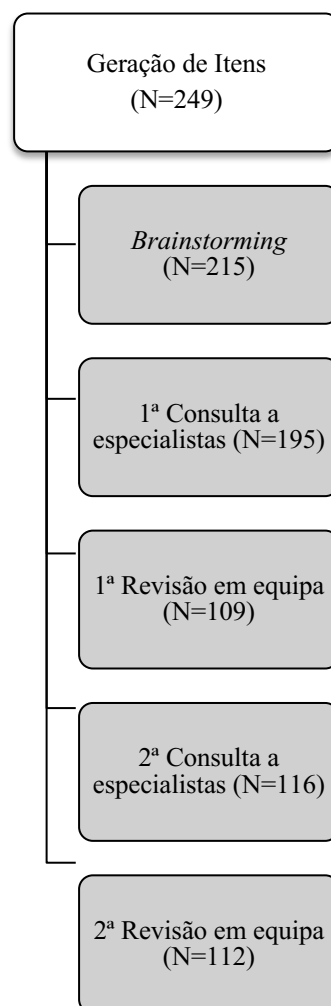 Geração de Itens
(N=249)
Brainstorming
(N=215)
1ª Consulta a
especialistas (N=195)
1ª Revisão em equipa
(N=109)
2ª Consulta a
especialistas (N=116)
2ª Revisão em equipa
(N=112)